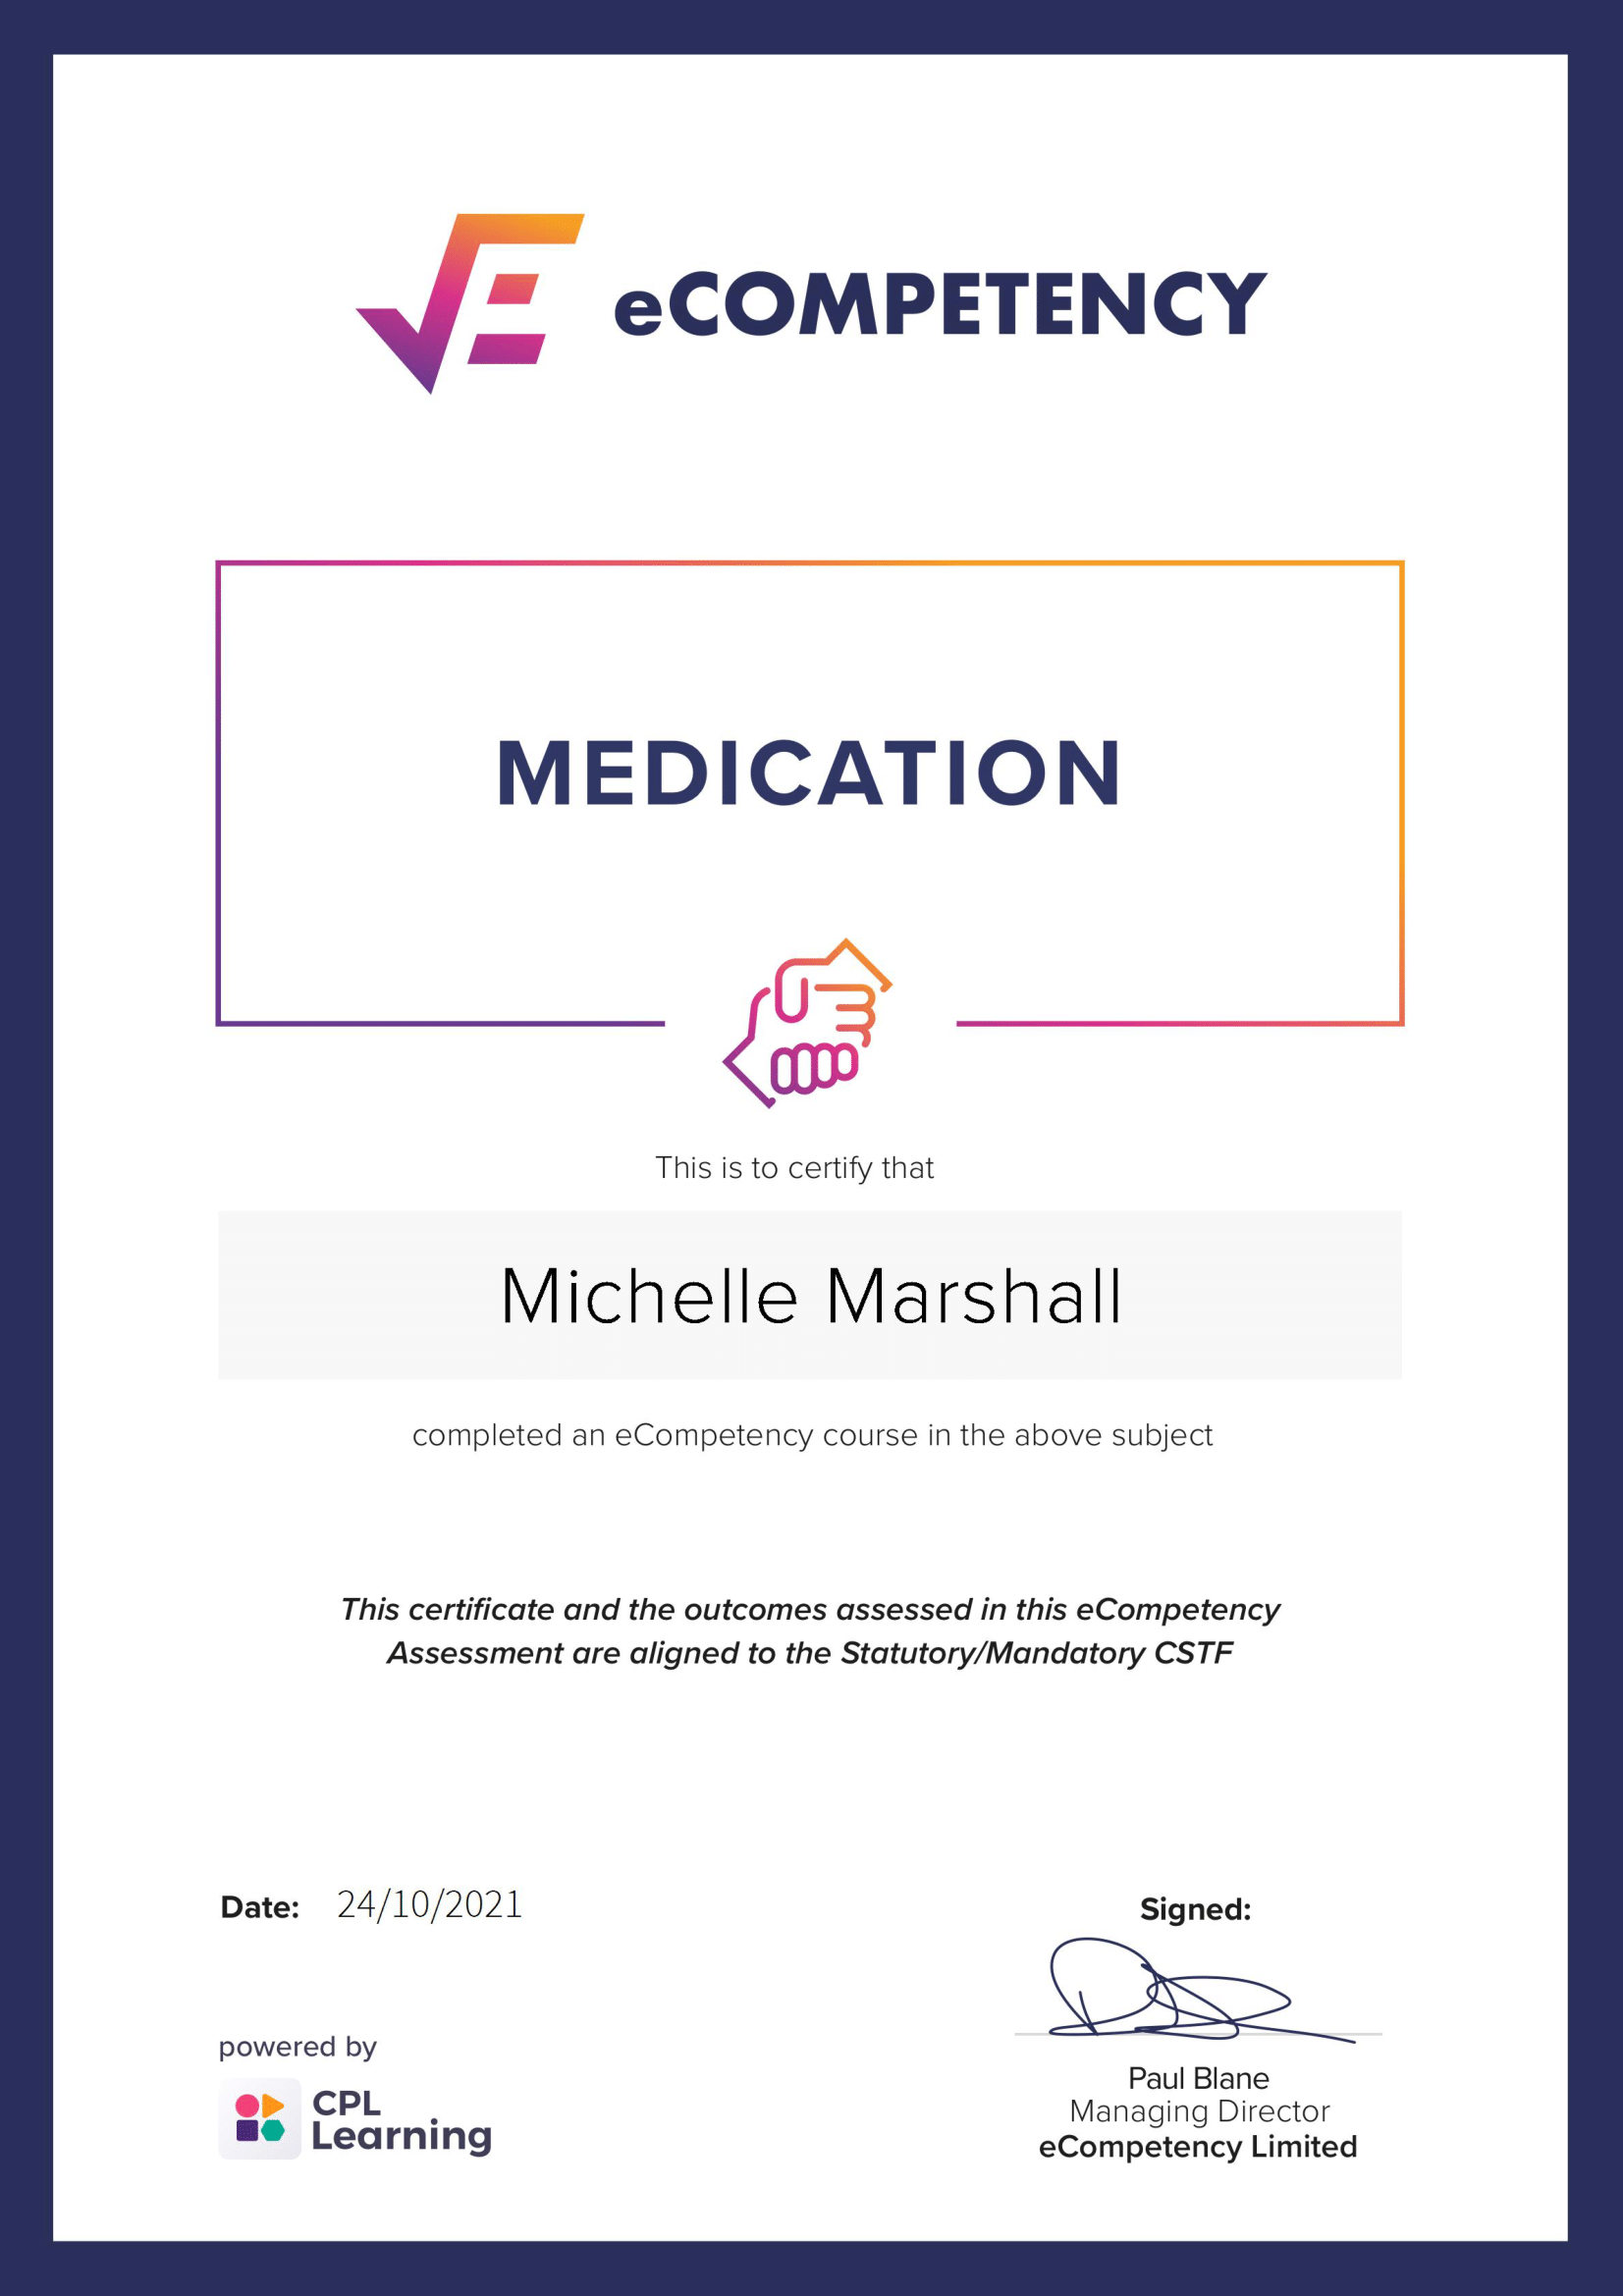 eCOMPETENCY
MEDICATION
This is to certify that
Michelle Marshall
completed an eCompetency course in the above subject
This certificate and the outcomes assessed in this eCompetency
Assessment are aligned to the Statutory/Mandatory CSTF
Date: 24/10/2021
Signed:
powered by
CPL
Learning
Paul Blane
Managing Director
eCompetency Limited